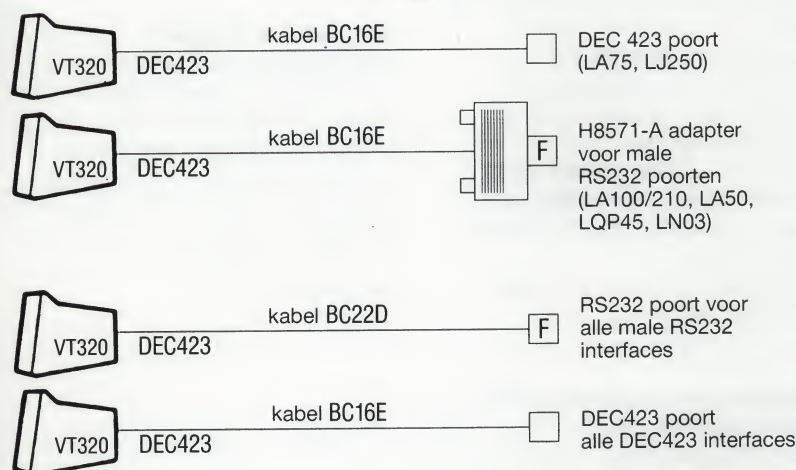 kabel BC16E
VT320 DEC423
DEC 423 poort
(LA75, LJ250)
kabel BC16E
VT320 DEC423
F
H8571-A adapter
voor male
RS232 poorten
(LA100/210, LA50,
LQP45, LN03)
kabel BC22D
VT320 DEC423
F
RS232 poort voor
alle male RS232
interfaces
kabel BC16E
VT320 DEC423
DEC423 poort
alle DEC423 interfaces